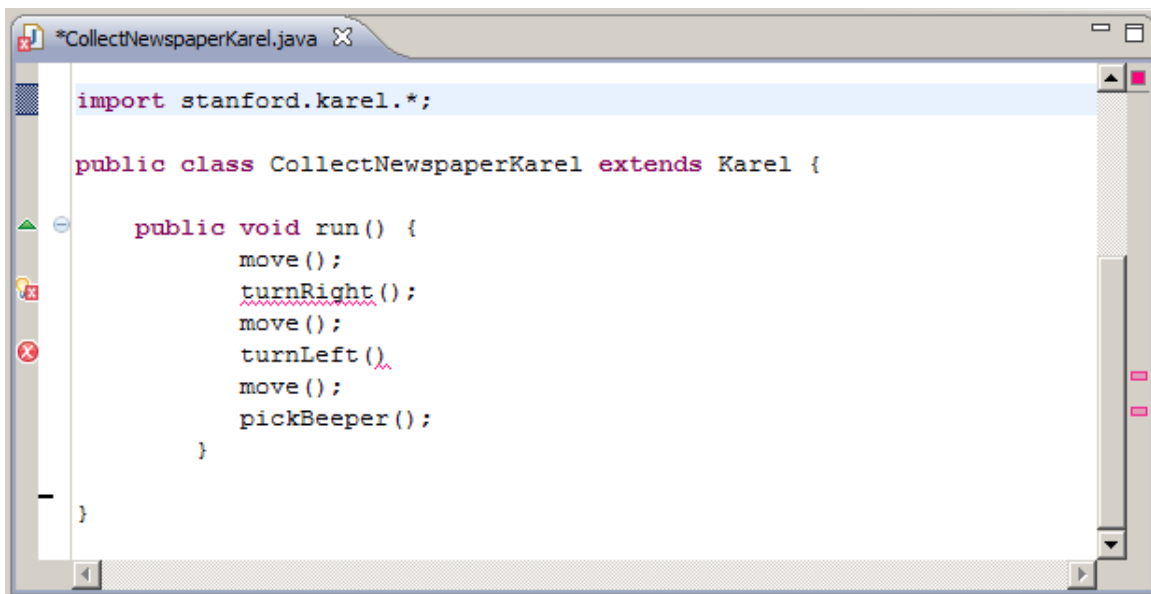 *CollectNewspaperKarel.java
import stanford.karel.*;
public class CollectNewspaperKarel extends Karel {
public void run() {
move();
turnRight();
move();
turnLeft()
move();
pickBeeper();
}
}